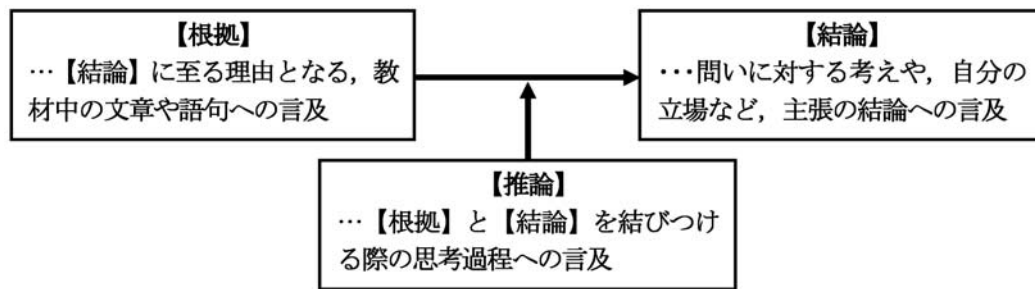 【根拠】
…【結論】に至る理由となる，教
材中の文章や語句への言及
【結論】
・・・問いに対する考えや，自分の
立場など，主張の結論への言及
【推論】
…【根拠】と【結論】を結びつけ
る際の思考過程への言及